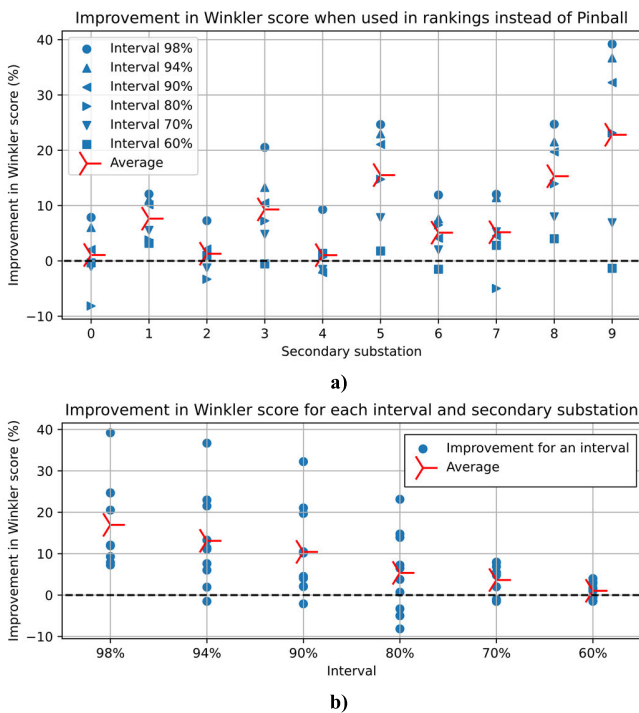 Improvement in Winkler score when used in rankings instead of Pinball
Improvement in Winkler score (%)
40
30
20
10
0
−10
Interval 98%
Interval 94%
Interval 90%
Interval 80%
Interval 70%
Interval 60%
Average
0 1 2 3 4 5 6 7 8 9
Secondary substation
a)
Improvement in Winkler score for each interval and secondary substation
Improvement in Winkler score (%)
40
30
20
10
0
−10
Improvement for an interval
Average
98% 94% 90% 80% 70% 60%
Interval
b)